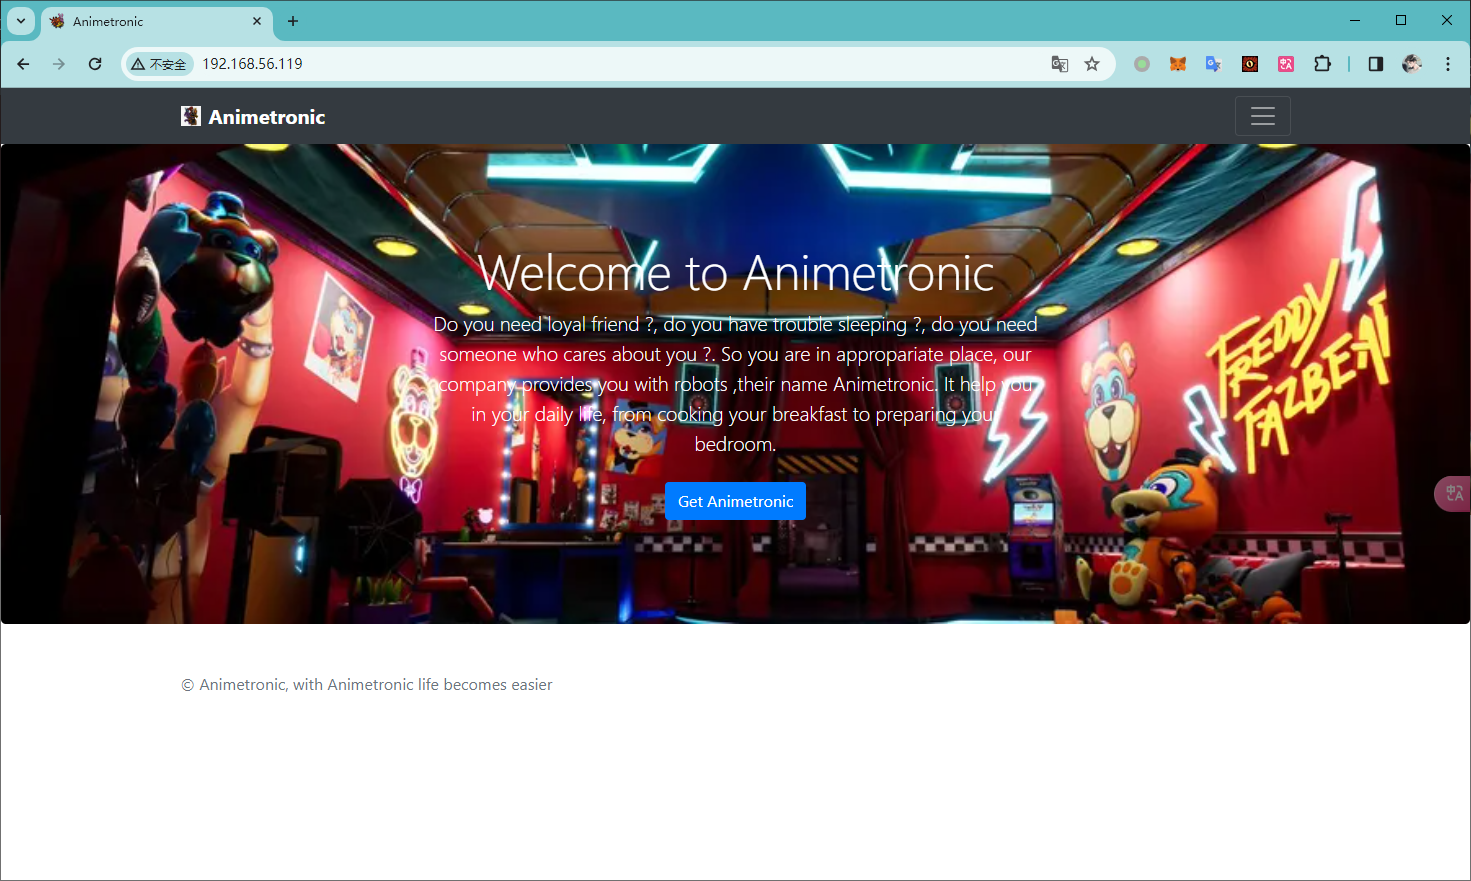 Animetronic
不安全
192.168.56.119
Animetronic
Welcome to Animetronic
Do you need loyal friend ?, do you have trouble sleeping ?, do you need
someone who cares about you ?. So you are in appropariate place, our
company provides you with robots ,their name Animetronic. It help you
in your daily life, from cooking your breakfast to preparing your
bedroom.
Get Animetronic
FREDDY
FAZBEAR
© Animetronic, with Animetronic life becomes easier